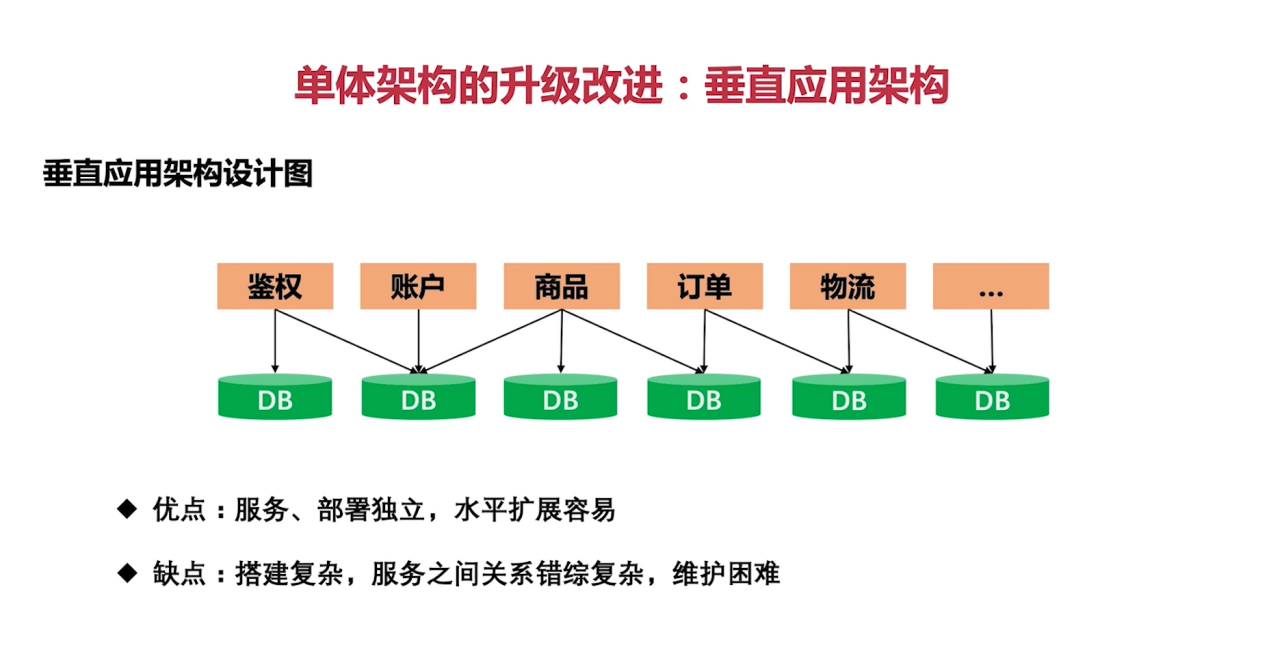 单体架构的升级改进：垂直应用架构
垂直应用架构设计图
鉴权 账户 商品 订单 物流 ...
DB DB DB DB DB DB
◆ 优点：服务、部署独立，水平扩展容易
◆ 缺点：搭建复杂，服务之间关系错综复杂，维护困难